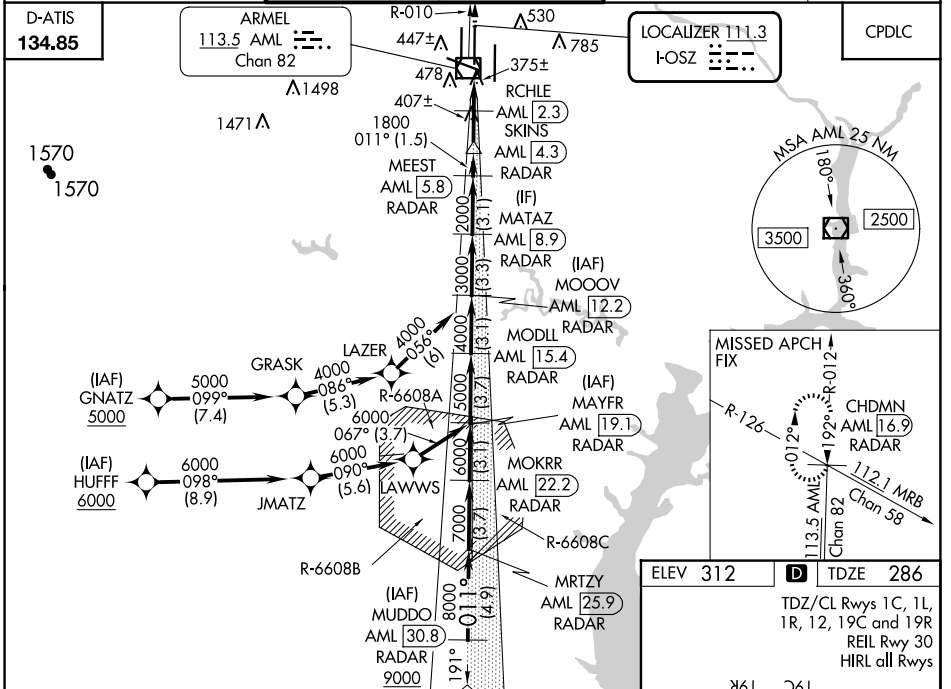 D-ATIS
134.85
ARMEL
113.5 AML
Chan 82
R-010
530
447±
785
LOCALIZER 111.3
I-OSZ
CPDLC
478
375±
1498
RCHLE
AML 2.3
407±
1471
1800
011° (1.5)
SKINS
AML 4.3
RADAR
MEEST
AML 5.8
RADAR
1570
1570
MSA AML 25 NM
180°
3500
2500
360°
2000
(3.1)
(IF)
MATAZ
AML 8.9
RADAR
3000
(3.3)
(IAF)
MOOOV
AML 12.2
RADAR
4000
(3.1)
MODLL
AML 15.4
RADAR
LAZER
4000
056°
(6)
GRASK
4000
086°
(5.3)
(IAF)
GNATZ
5000
5000
099°
(7.4)
R-6608A
5000
(3.7)
(IAF)
MAYFR
AML 19.1
RADAR
6000
067° (3.7)
(IAF)
HUFFF
6000
6000
098°
(8.9)
6000
090°
(5.6)
JMATZ
LAWWS
6000
(3.1)
MOKRR
AML 22.2
RADAR
7000
(3.7)
R-6608C
R-6608B
MRTZY
AML 25.9
RADAR
8000
011°
(4.9)
(IAF)
MUDDO
AML 30.8
RADAR
9000
191°
MISSED APCH
FIX
R-012
R-126
CHDMN
AML 16.9
RADAR
012°
192°
112.1 MRB
Chan 58
113.5 AML
Chan 82
ELEV 312
D
TDZE 286
TDZ/CL Rwys 1C, 1L,
1R, 12, 19C and 19R
REIL Rwy 30
HIRL all Rwys
19R
19C